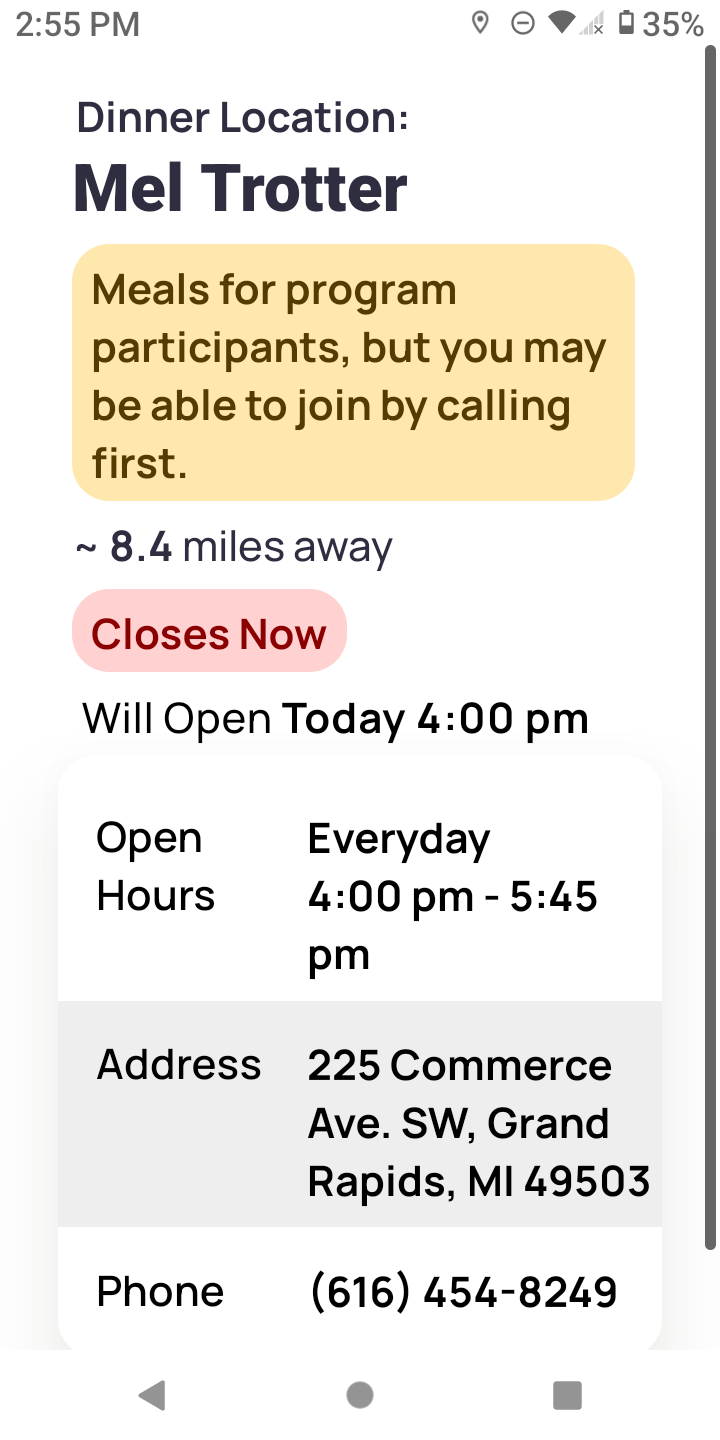 2:55 PM 35%
Dinner Location:
Mel Trotter
Meals for program
participants, but you may
be able to join by calling
first.
~ 8.4 miles away
Closes Now
Will Open Today 4:00 pm
Open Everyday
Hours 4:00 pm - 5:45
pm
Address 225 Commerce
Ave. SW, Grand
Rapids, MI 49503
Phone (616) 454-8249